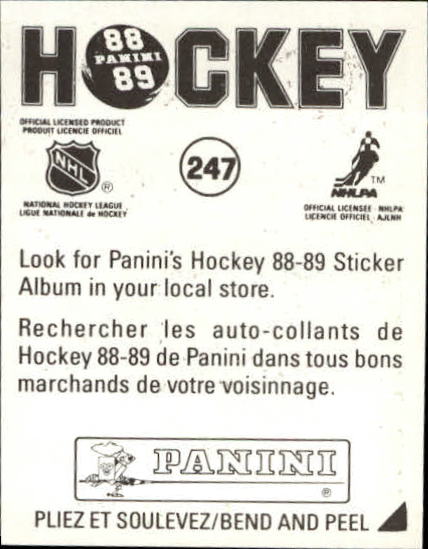 HOCKEY
88
PANINI
89
OFFICIAL LICENSED PRODUCT
PRODUIT LICENCIE OFFICIEL
NHL
®
NATIONAL HOCKEY LEAGUE
LIGUE NATIONALE de HOCKEY
247
TM
NHLPA
OFFICIAL LICENSEE - NHLPA
LICENCIE OFFICIEL - AJLNH
Look for Panini's Hockey 88-89 Sticker
Album in your local store.
Rechercher les auto-collants de
Hockey 88-89 de Panini dans tous bons
marchands de votre voisinnage.
PANINI
®
PLIEZ ET SOULEVEZ/BEND AND PEEL